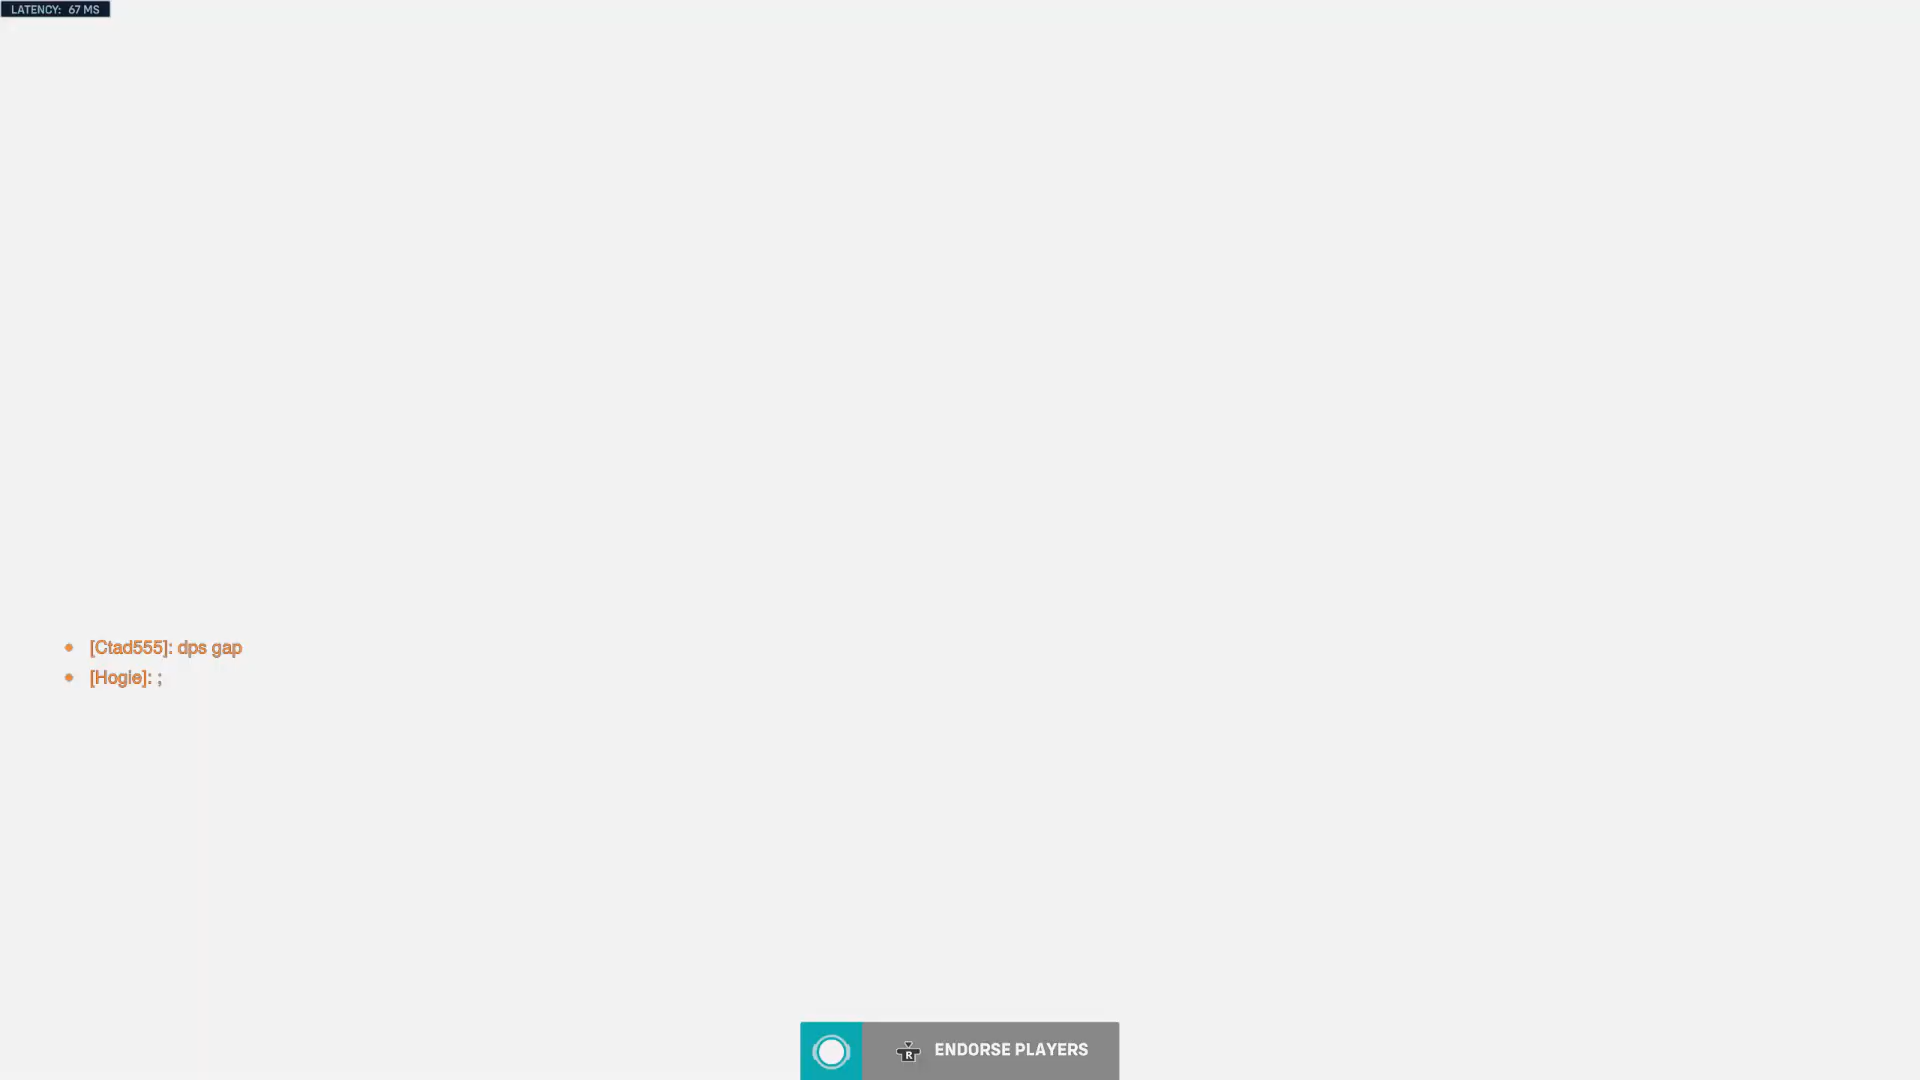 LATENCY: 67 MS
[Ctad555]: dps gap
[Hogie]: ;
R ENDORSE PLAYERS